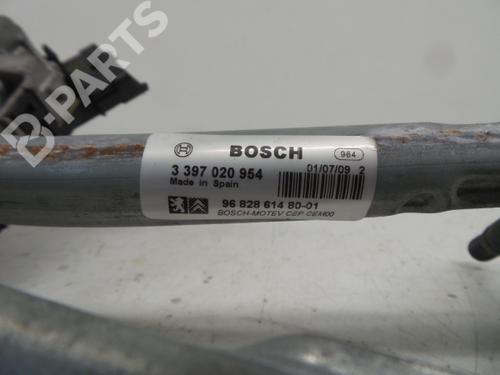 B-PARTS
BOSCH
964
3 397 020 954
Made in Spain
01/07/09 2
96 828 614 80-01
BOSCH-MOTEV CEP CEM00